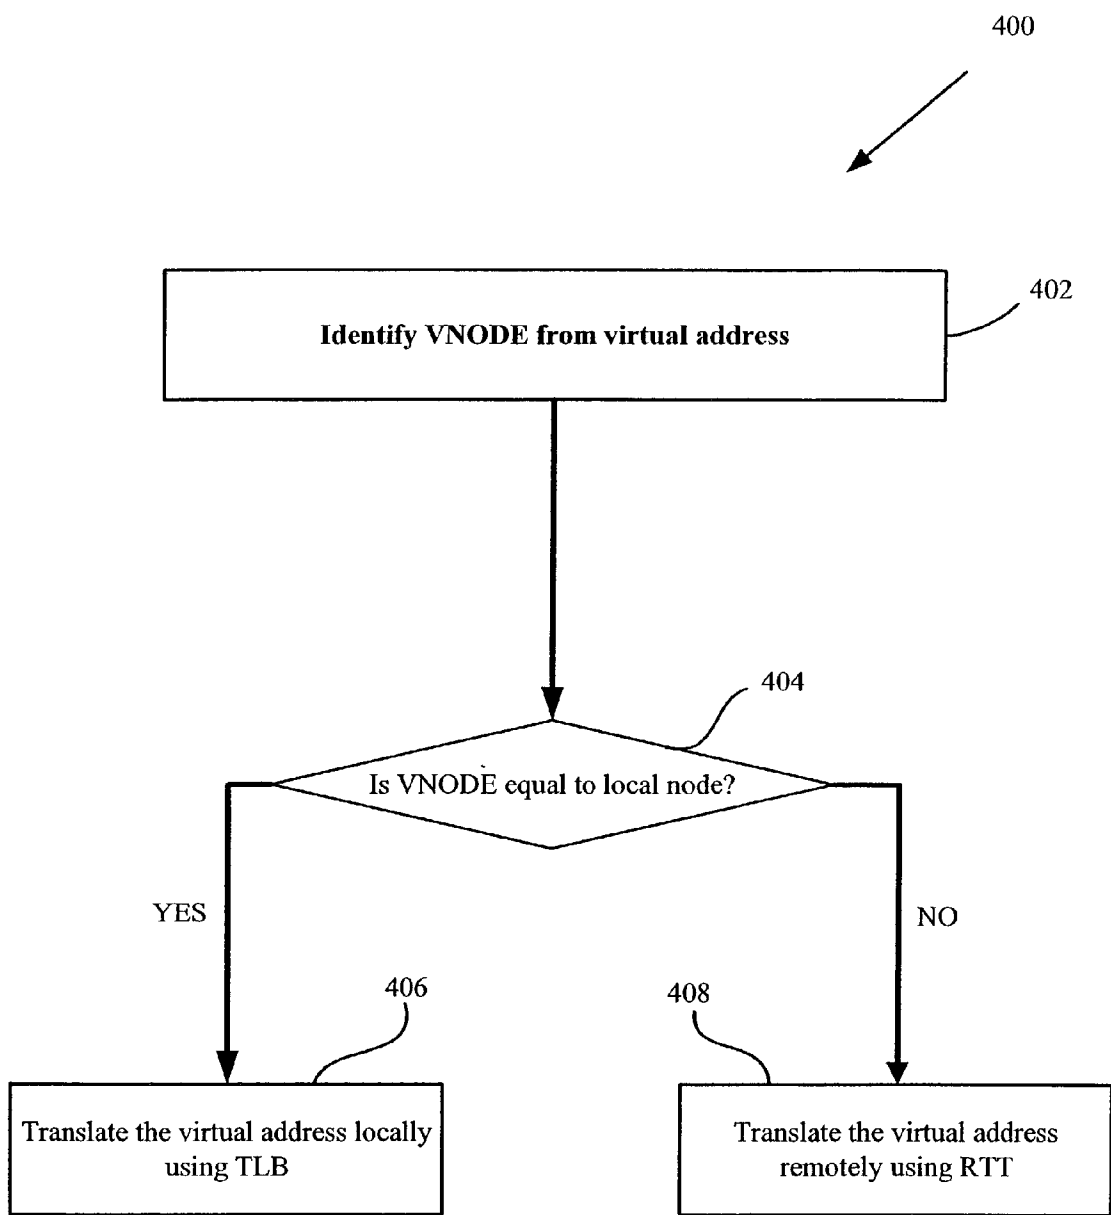 400
Identify VNODE from virtual address
402
404
Is VNODE equal to local node?
YES
NO
406
408
Translate the virtual address locally
using TLB
Translate the virtual address
remotely using RTT